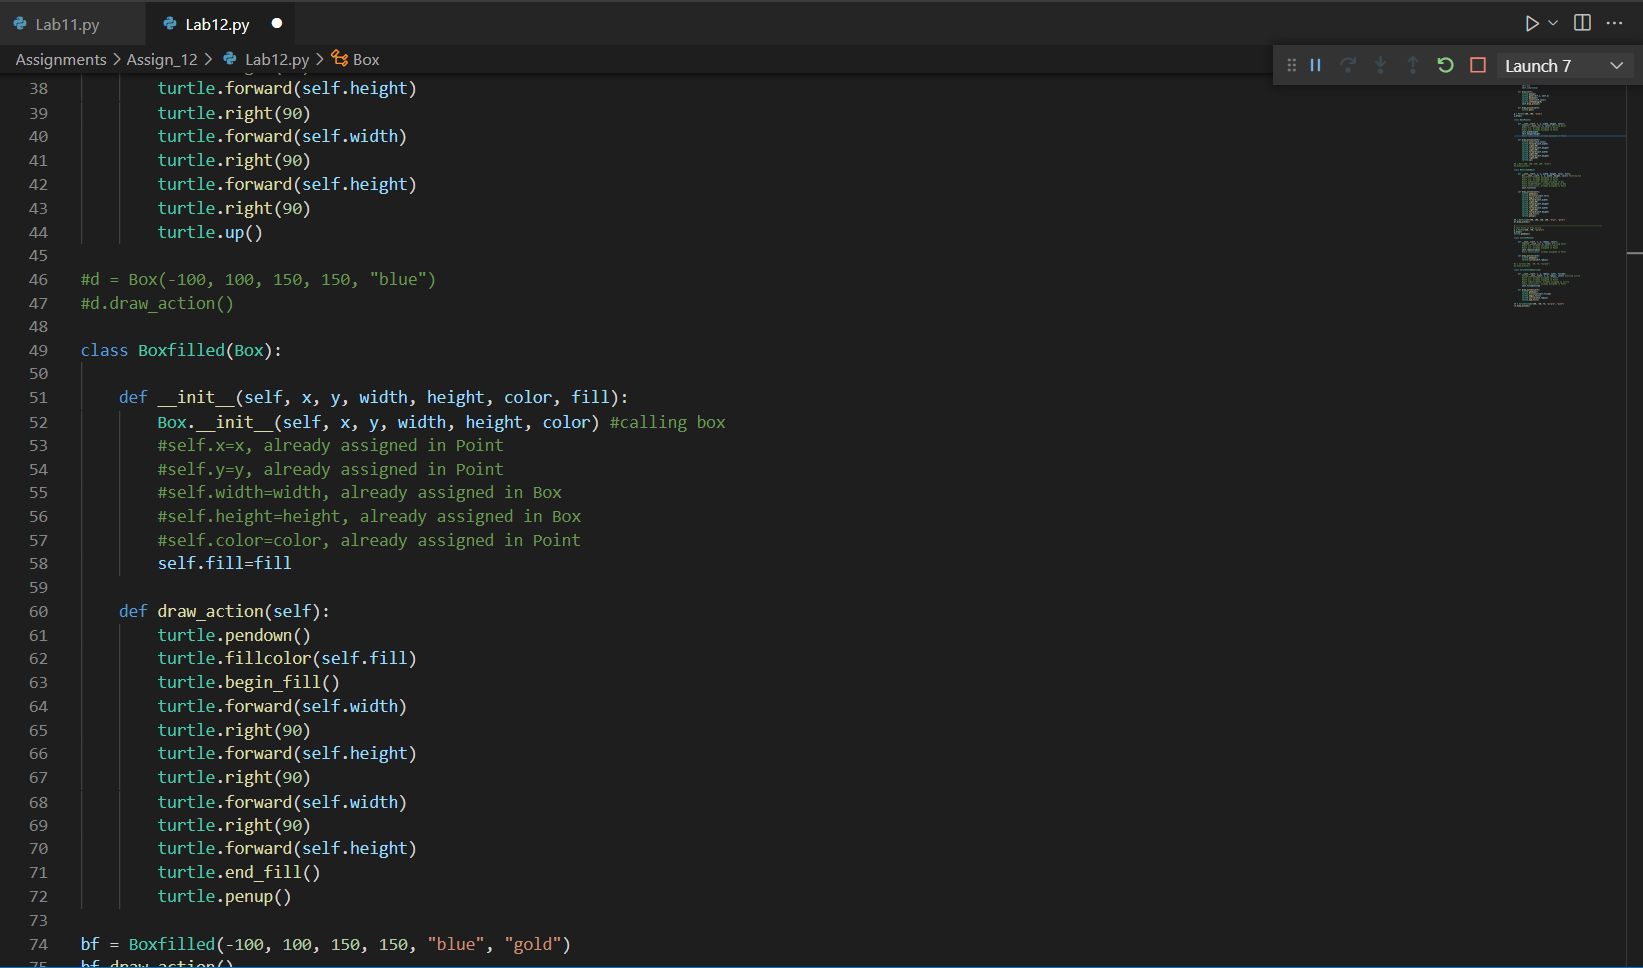 Lab11.py
Lab12.py
Assignments > Assign_12 > Lab12.py > Box
Launch 7
38 turtle.forward(self.height)
39 turtle.right(90)
40 turtle.forward(self.width)
41 turtle.right(90)
42 turtle.forward(self.height)
43 turtle.right(90)
44 turtle.up()
45
46 #d = Box(-100, 100, 150, 150, "blue")
47 #d.draw_action()
48
49 class Boxfilled(Box):
50
51 def __init__(self, x, y, width, height, color, fill):
52 Box.__init__(self, x, y, width, height, color) #calling box
53 #self.x=x, already assigned in Point
54 #self.y=y, already assigned in Point
55 #self.width=width, already assigned in Box
56 #self.height=height, already assigned in Box
57 #self.color=color, already assigned in Point
58 self.fill=fill
59
60 def draw_action(self):
61 turtle.pendown()
62 turtle.fillcolor(self.fill)
63 turtle.begin_fill()
64 turtle.forward(self.width)
65 turtle.right(90)
66 turtle.forward(self.height)
67 turtle.right(90)
68 turtle.forward(self.width)
69 turtle.right(90)
70 turtle.forward(self.height)
71 turtle.end_fill()
72 turtle.penup()
73
74 bf = Boxfilled(-100, 100, 150, 150, "blue", "gold")
75 bf.draw_action()